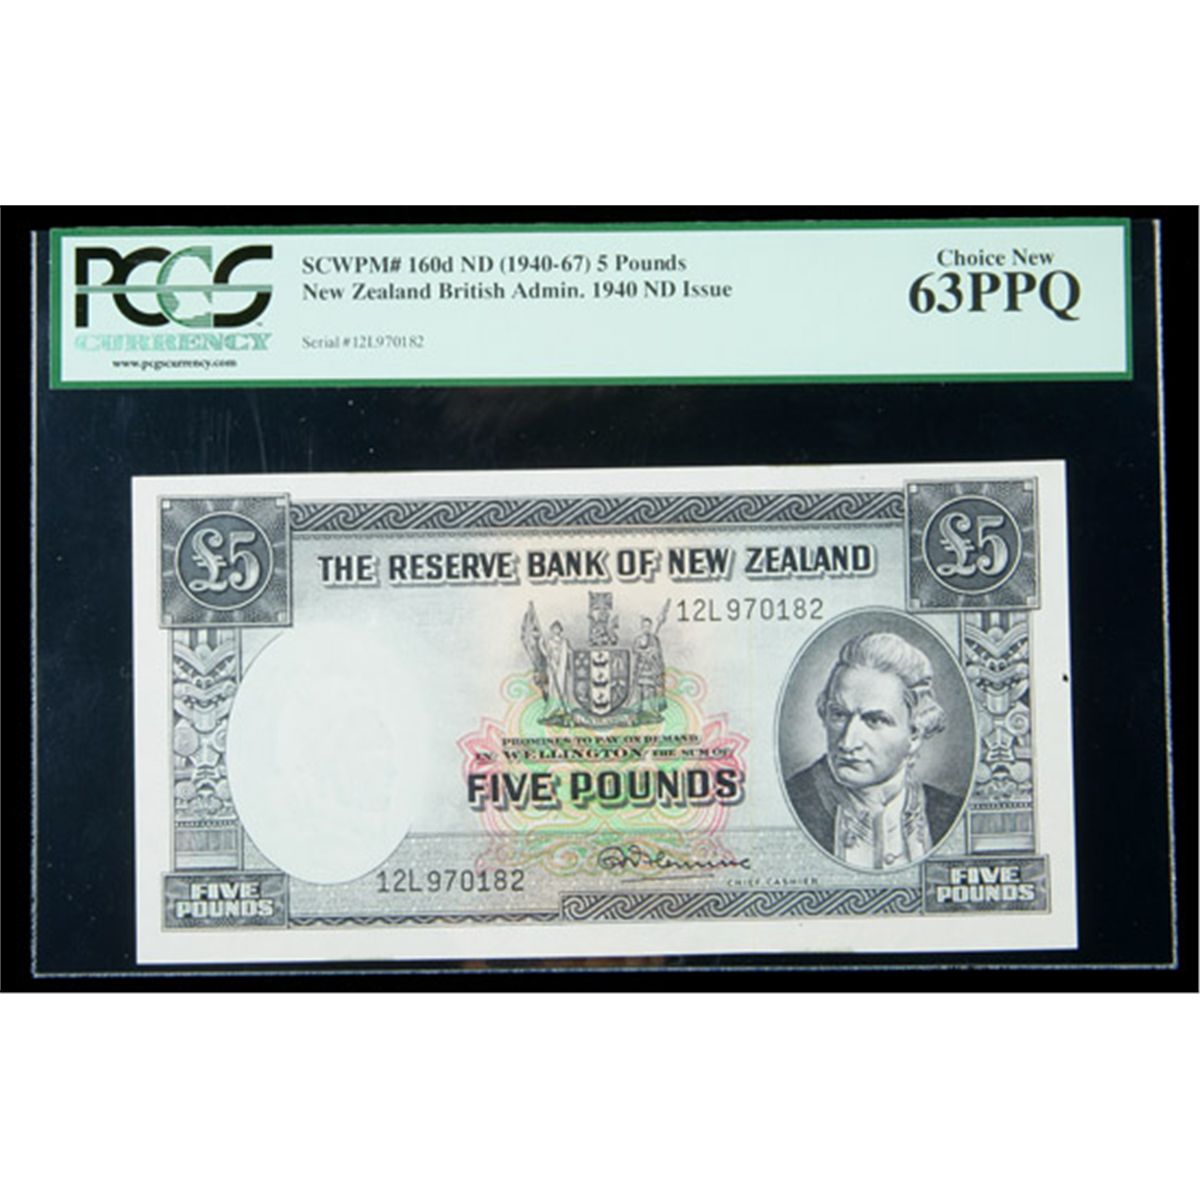 PCGS
CURRENCY
www.pcgscurrency.com
SCWPM# 160d ND (1940-67) 5 Pounds
New Zealand British Admin. 1940 ND Issue
Serial #12L970182
Choice New
63PPQ
£5
£5
THE RESERVE BANK OF NEW ZEALAND
12L970182
PROMISES TO PAY ON DEMAND
IN WELLINGTON THE SUM OF
FIVE POUNDS
12L970182
CHIEF CASHIER
FIVE
POUNDS
FIVE
POUNDS